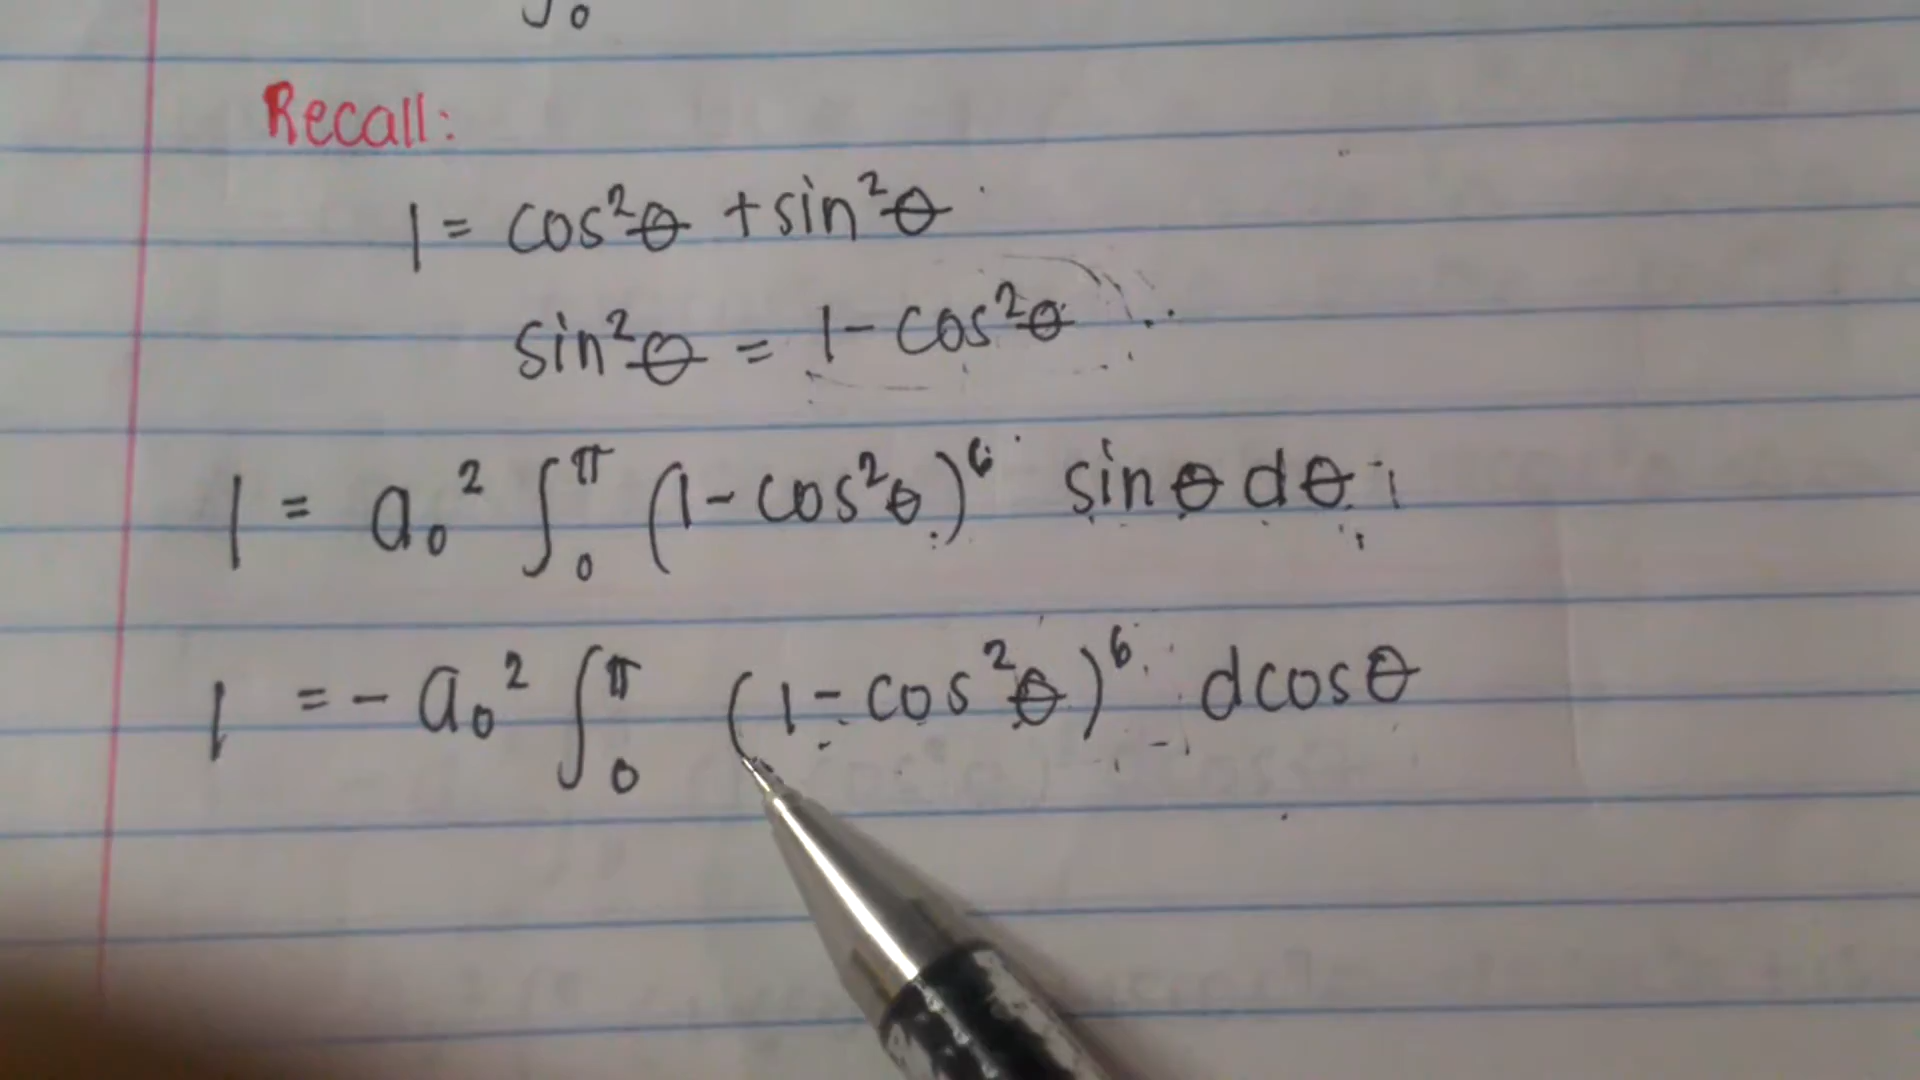 ∫₀
Recall:
1 = cos²θ + sin²θ
sin²θ = 1 - cos²θ
1 = a₀² ∫₀^π (1 - cos²θ)⁶ sinθ dθ
1 = - a₀² ∫₀^π (1 - cos²θ)⁶ dcosθ